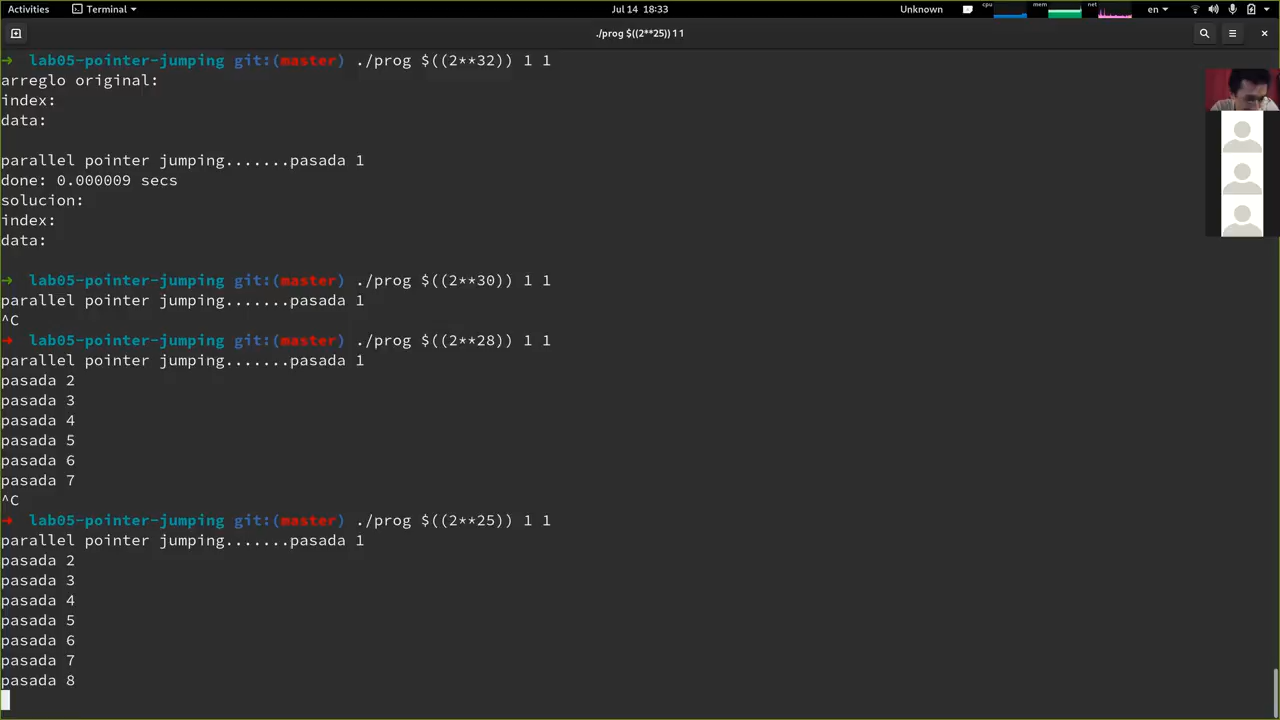 Activities Terminal Jul 14 18:33 Unknown cpu mem net en
./prog $((2**25)) 1 1
→ lab05-pointer-jumping git:(master) ./prog $((2**32)) 1 1
arreglo original:
index:
data:
parallel pointer jumping.......pasada 1
done: 0.000009 secs
solucion:
index:
data:
→ lab05-pointer-jumping git:(master) ./prog $((2**30)) 1 1
parallel pointer jumping.......pasada 1
^C
→ lab05-pointer-jumping git:(master) ./prog $((2**28)) 1 1
parallel pointer jumping.......pasada 1
pasada 2
pasada 3
pasada 4
pasada 5
pasada 6
pasada 7
^C
→ lab05-pointer-jumping git:(master) ./prog $((2**25)) 1 1
parallel pointer jumping.......pasada 1
pasada 2
pasada 3
pasada 4
pasada 5
pasada 6
pasada 7
pasada 8